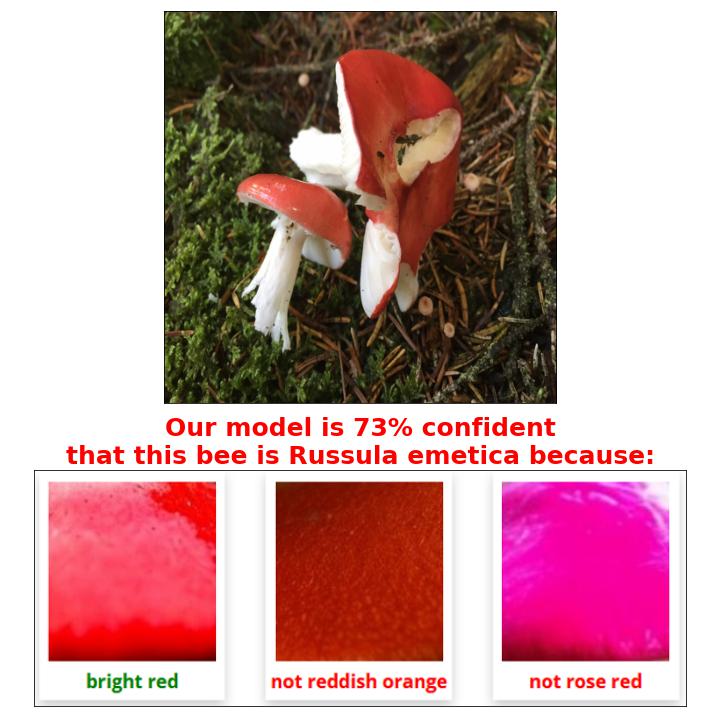 Our model is 73% confident
that this bee is Russula emetica because:
bright red
not reddish orange
not rose red